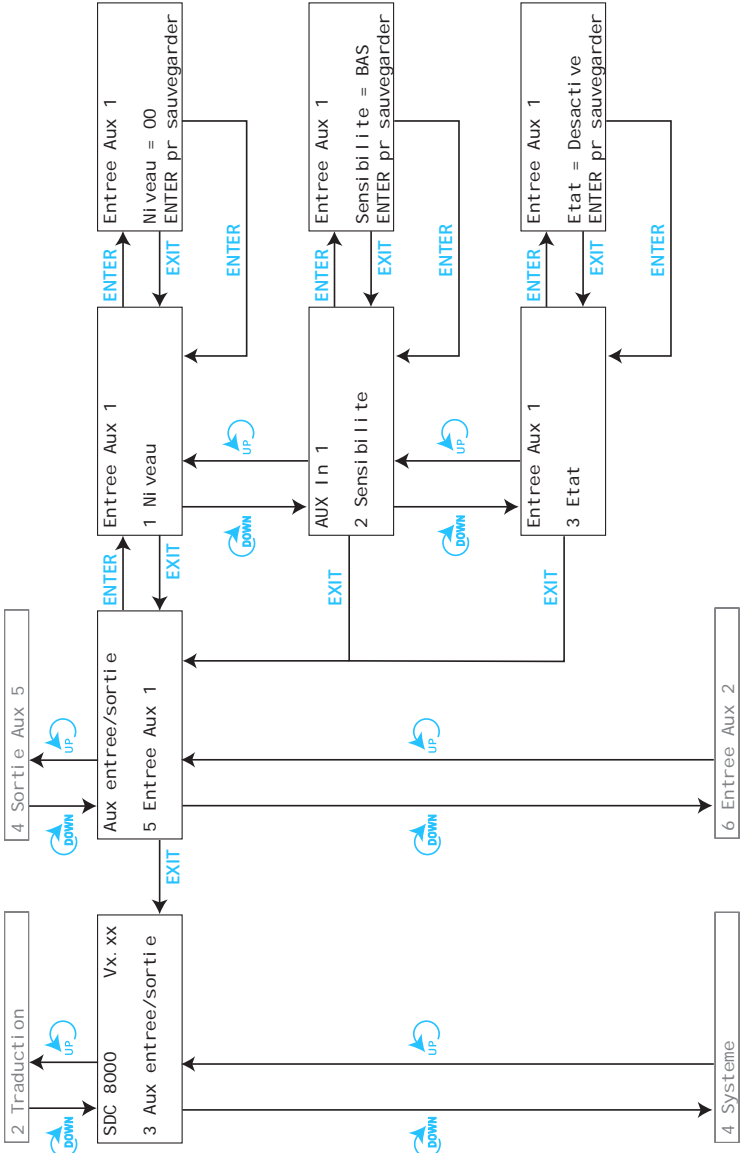 2 Traduction
DOWN
UP
SDC 8000 Vx.xx
3 Aux entree/sortie
DOWN
UP
4 Systeme
EXIT
4 Sortie Aux 5
DOWN
UP
Aux entree/sortie
5 Entree Aux 1
DOWN
UP
6 Entree Aux 2
ENTER
EXIT
EXIT
EXIT
Entree Aux 1
1 Niveau
DOWN
UP
AUX In 1
2 Sensibilite
DOWN
UP
Entree Aux 1
3 Etat
ENTER
EXIT
ENTER
Entree Aux 1
Niveau = 00
ENTER pr sauvegarder
ENTER
EXIT
ENTER
Entree Aux 1
Sensibilite = BAS
ENTER pr sauvegarder
ENTER
EXIT
ENTER
Entree Aux 1
Etat = Desactive
ENTER pr sauvegarder